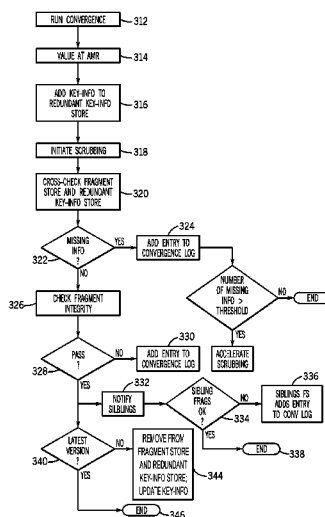 RUN CONVERGENCE
312
VALUE AT AMR
314
ADD KEY-INFO TO
REDUNDANT KEY-INFO
STORE
316
INITIATE SCRUBBING
318
CROSS-CHECK FRAGMENT
STORE AND REDUNDANT
KEY-INFO STORE
320
MISSING
INFO
?
322
YES
324
ADD ENTRY TO
CONVERGENCE LOG
NO
NUMBER
OF MISSING
INFO >
THRESHOLD
?
NO
END
YES
ACCELERATE
SCRUBBING
326
CHECK FRAGMENT
INTEGRITY
PASS
?
328
NO
330
ADD ENTRY TO
CONVERGENCE LOG
YES
332
NOTIFY
SILBLINGS
SIBLING
FRAGS
OK
?
334
NO
336
SIBLINGS FS
ADDS ENTRY
TO CONV LOG
YES
END
338
LATEST
VERSION
?
340
NO
REMOVE FROM
FRAGMENT STORE
AND REDUNDANT
KEY-INFO STORE;
UPDATE KEY-INFO
344
YES
END
346